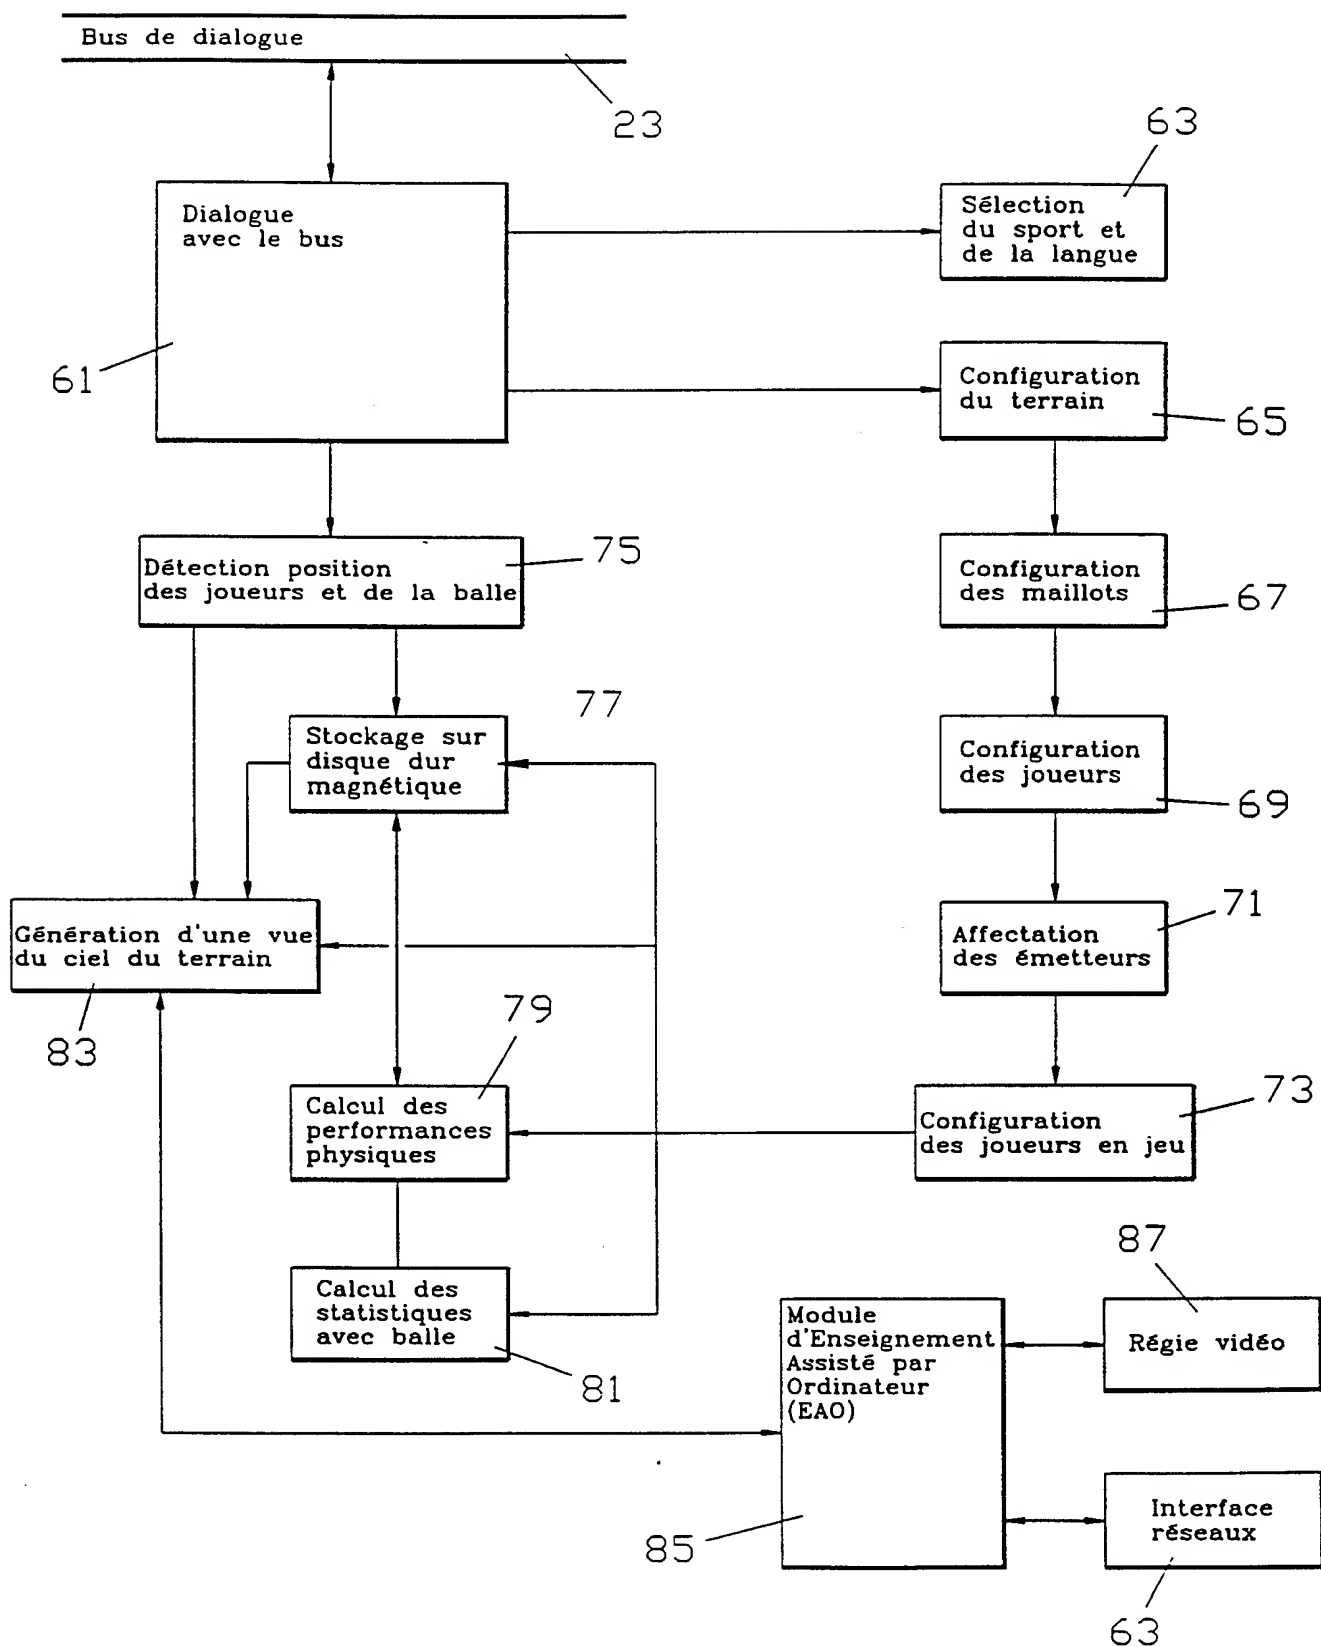 Bus de dialogue
23
63
Dialogue
avec le bus
Sélection
du sport et
de la langue
61
Configuration
du terrain
65
Détection position
des joueurs et de la balle
75
Configuration
des maillots
67
77
Stockage sur
disque dur
magnétique
Configuration
des joueurs
69
Génération d'une vue
du ciel du terrain
83
71
Affectation
des émetteurs
79
Calcul des
performances
physiques
73
Configuration
des joueurs en jeu
Calcul des
statistiques
avec balle
81
Module
d'Enseignement
Assisté par
Ordinateur
(EAO)
85
87
Régie vidéo
Interface
réseaux
63